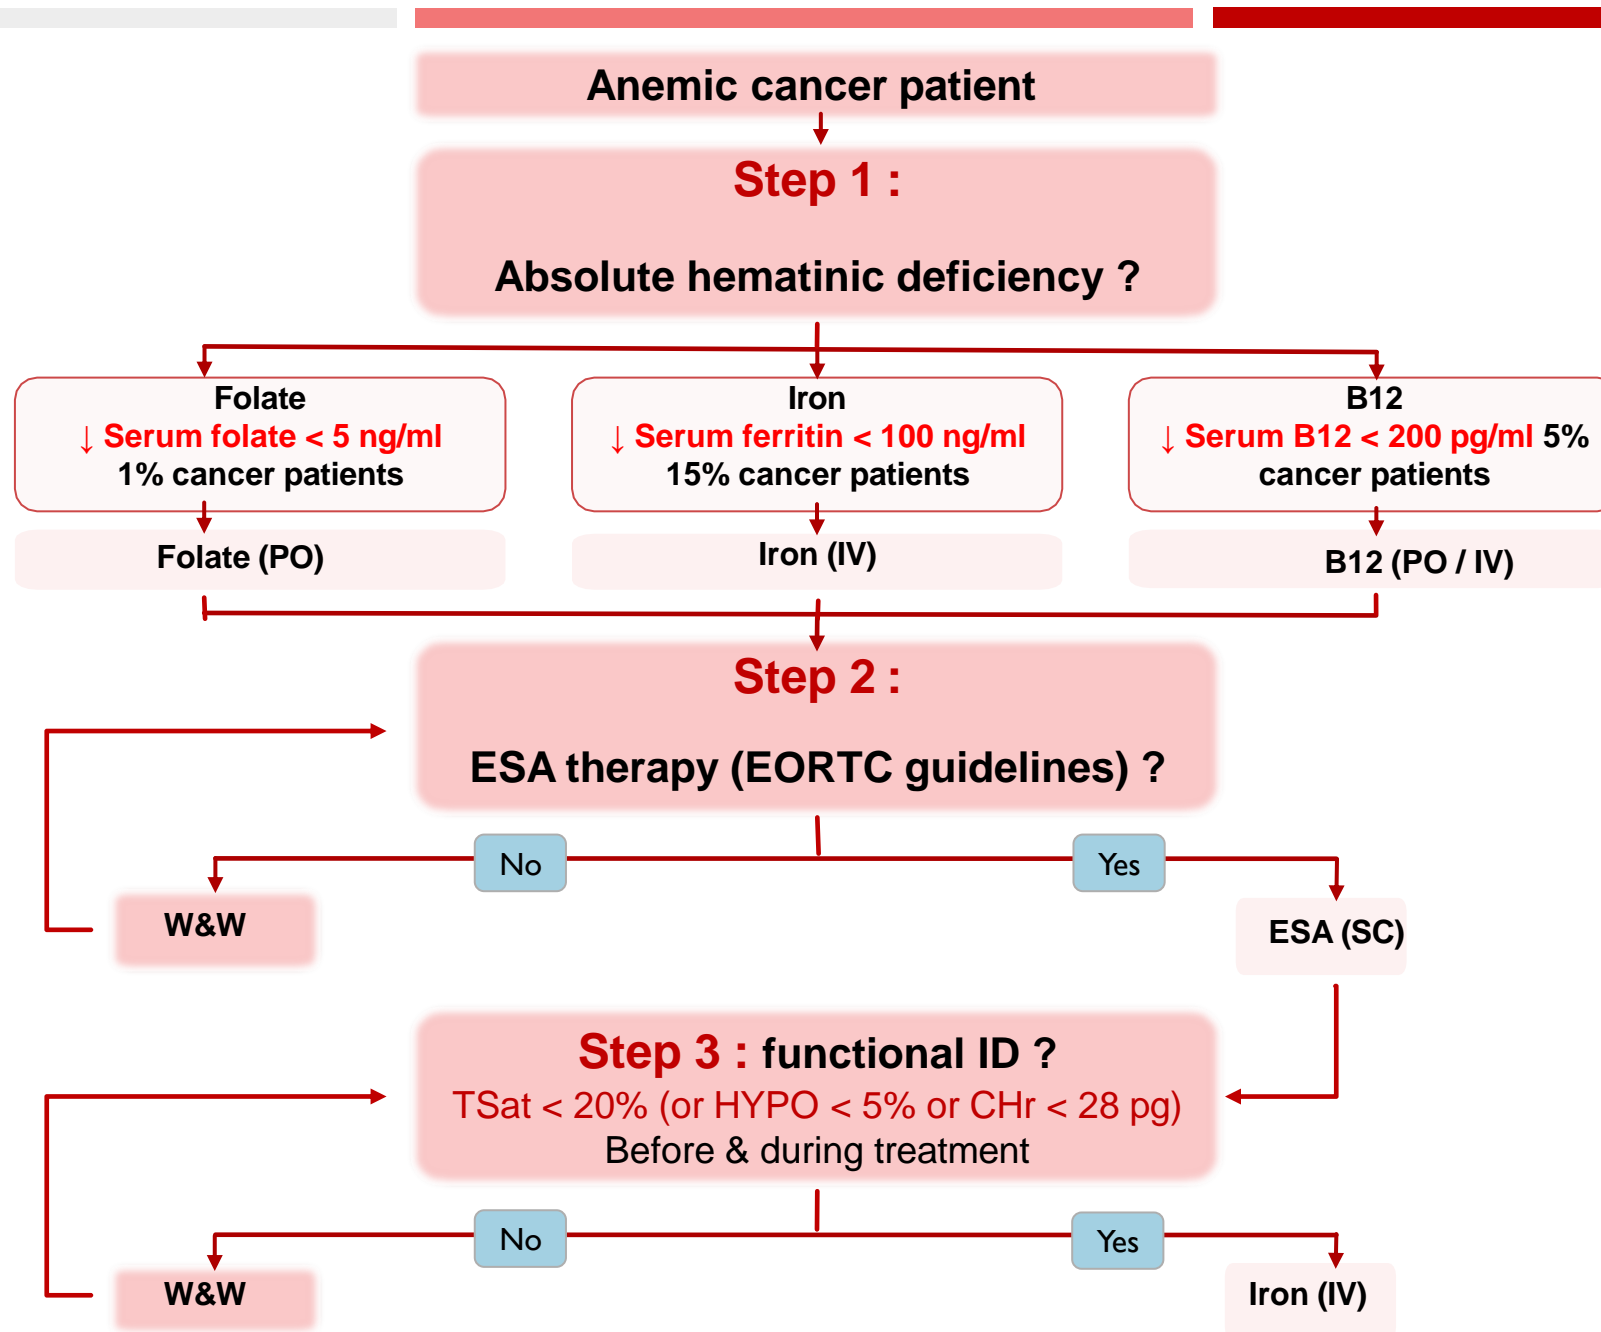 Anemic cancer patient
Step 1 :
Absolute hematinic deficiency ?
Folate
↓ Serum folate < 5 ng/ml
1% cancer patients
Iron
↓ Serum ferritin < 100 ng/ml
15% cancer patients
B12
↓ Serum B12 < 200 pg/ml 5%
cancer patients
Folate (PO)
Iron (IV)
B12 (PO / IV)
Step 2 :
ESA therapy (EORTC guidelines) ?
No
Yes
W&W
ESA (SC)
Step 3 : functional ID ?
TSat < 20% (or HYPO < 5% or CHr < 28 pg)
Before & during treatment
No
Yes
W&W
Iron (IV)